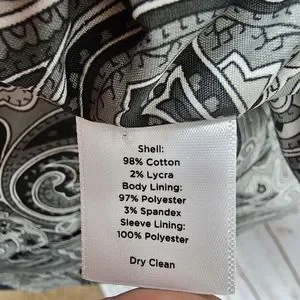 Shell:
98% Cotton
2% Lycra
Body Lining:
97% Polyester
3% Spandex
Sleeve Lining:
100% Polyester
Dry Clean